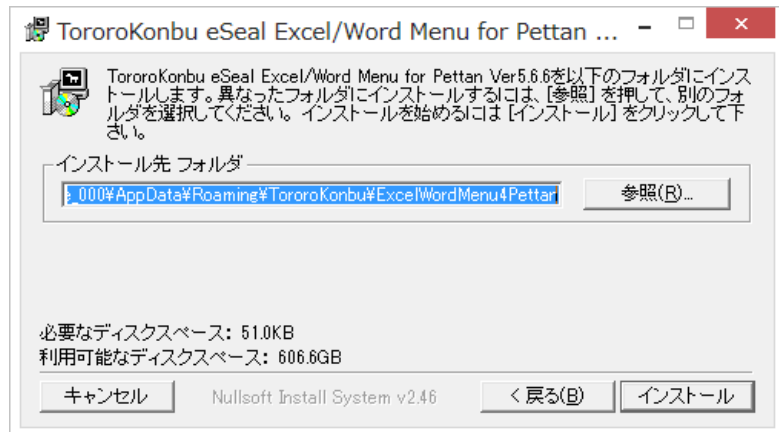 TororoKonbu eSeal Excel/Word Menu for Pettan ...
TororoKonbu eSeal Excel/Word Menu for Pettan Ver5.6.6を以下のフォルダにインス
トールします。異なったフォルダにインストールするには、[参照] を押して、別のフォ
ルダを選択してください。 インストールを始めるには [インストール] をクリックして下
さい。
インストール先 フォルダ
_000¥AppData¥Roaming¥TororoKonbu¥ExcelWordMenu4Pettan
参照(R)...
必要なディスクスペース: 51.0KB
利用可能なディスクスペース: 606.6GB
キャンセル
Nullsoft Install System v2.46
< 戻る(B)
インストール